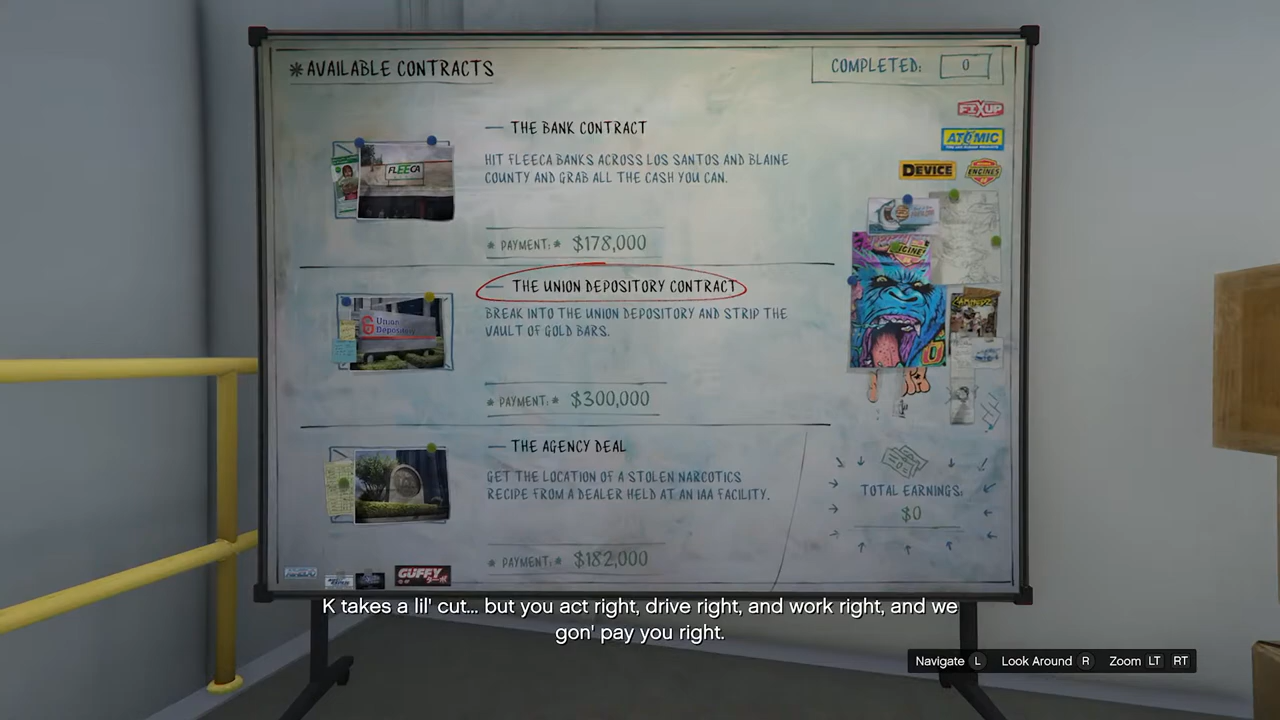 *AVAILABLE CONTRACTS
COMPLETED: 0
FIXUP
ATOMIC
DEVICE
ENGINES
— THE BANK CONTRACT
HIT FLEECA BANKS ACROSS LOS SANTOS AND BLAINE
COUNTY AND GRAB ALL THE CASH YOU CAN.
FLEECA
* PAYMENT: * $178,000
— THE UNION DEPOSITORY CONTRACT
BREAK INTO THE UNION DEPOSITORY AND STRIP THE
VAULT OF GOLD BARS.
Union
Depository
* PAYMENT: * $300,000
— THE AGENCY DEAL
GET THE LOCATION OF A STOLEN NARCOTICS
RECIPE FROM A DEALER HELD AT AN IAA FACILITY.
* PAYMENT: * $182,000
TOTAL EARNINGS:
$0
GUFFY
K takes a lil' cut... but you act right, drive right, and work right, and we
gon' pay you right.
Navigate L Look Around R Zoom LT RT